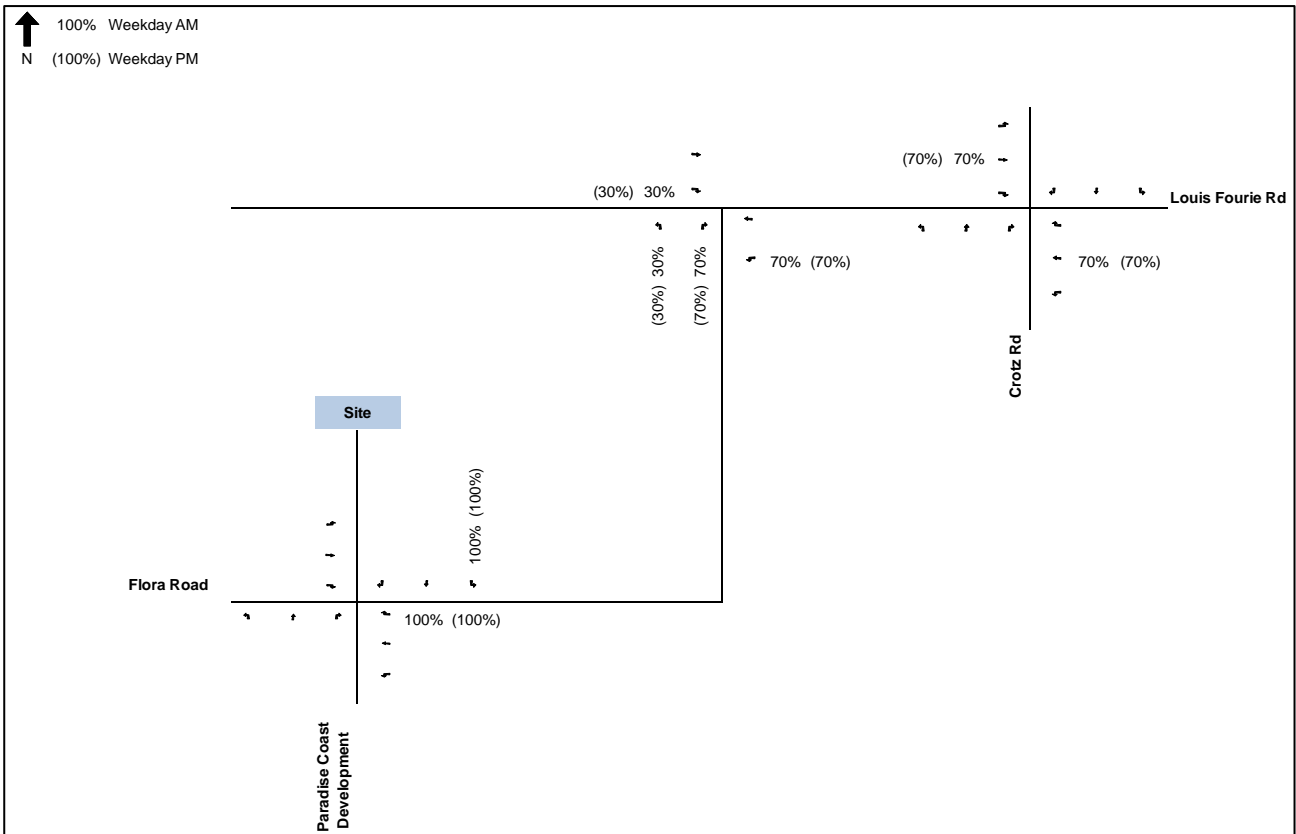 100% Weekday AM
N (100%) Weekday PM
(70%) 70%
(30%) 30%
Louis Fourie Rd
(30%) 30%
(70%) 70%
70% (70%)
70% (70%)
Crotz Rd
Site
100% (100%)
Flora Road
100% (100%)
Paradise Coast
Development